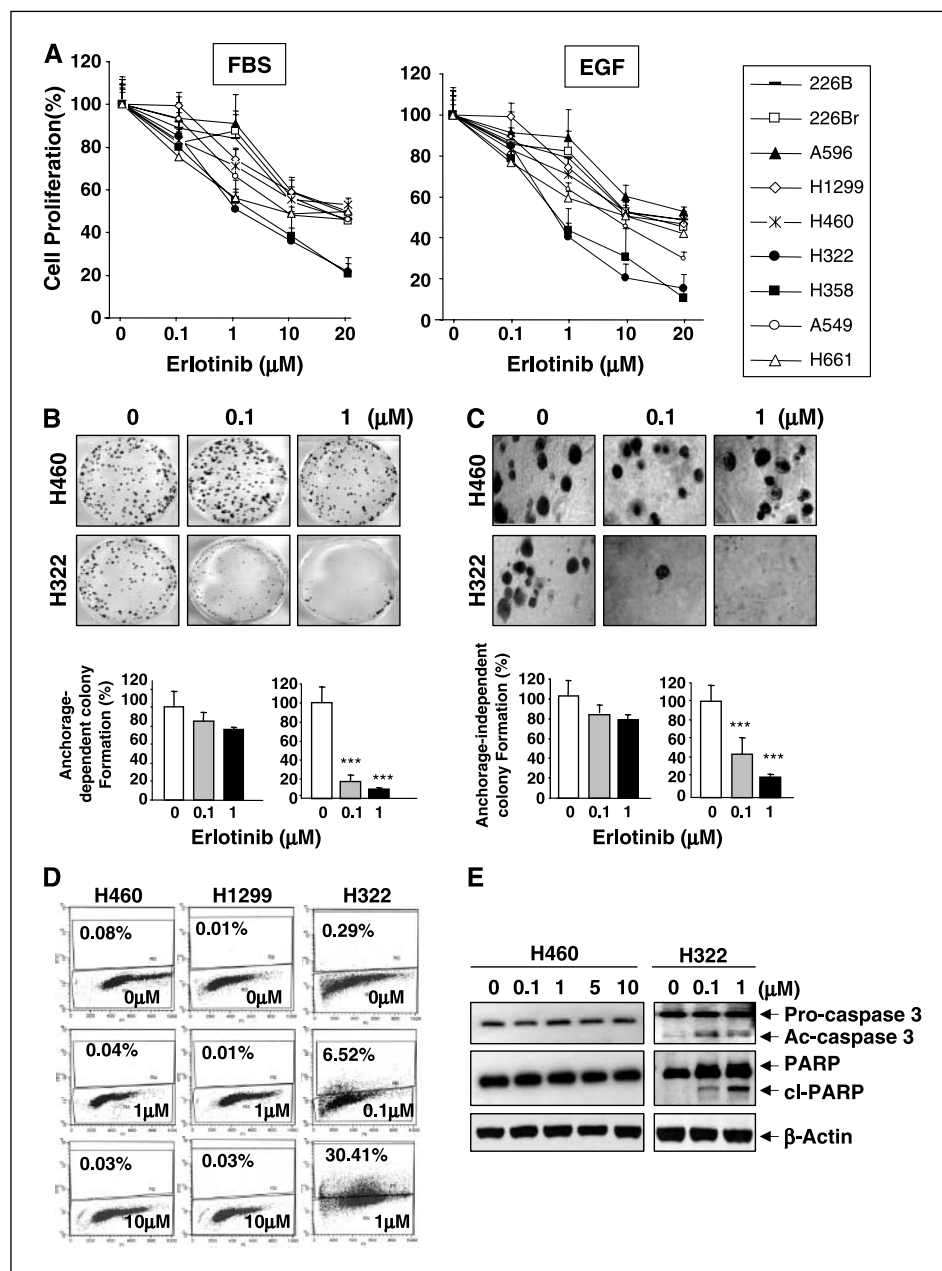 A
FBS
EGF
Cell Proliferation(%)
120
100
80
60
40
20
0
0 0.1 1 10 20
Erlotinib (μM)
120
100
80
60
40
20
0
0 0.1 1 10 20
Erlotinib (μM)
226B
226Br
A596
H1299
H460
H322
H358
A549
H661
B
0 0.1 1 (μM)
H460
H322
Anchorage-
dependent colony
Formation (%)
120
100
80
60
40
20
0
0 0.1 1
120
100
80
60
40
20
0
*** ***
0 0.1 1
Erlotinib
(μM)
C
0 0.1 1 (μM)
H460
H322
Anchorage-independent
colony Formation (%)
120
100
80
60
40
20
0
0 0.1 1
120
100
80
60
40
20
0
*** ***
0 0.1 1
Erlotinib
(μM)
D
H460 H1299 H322
0.08% 0.01% 0.29%
0μM 0μM 0μM
0.04% 0.01% 6.52%
1μM 1μM 0.1μM
0.03% 0.03% 30.41%
10μM 10μM 1μM
E
H460 H322
0 0.1 1 5 10 0 0.1 1 (μM)
Pro-caspase 3
Ac-caspase 3
PARP
cl-PARP
β-Actin